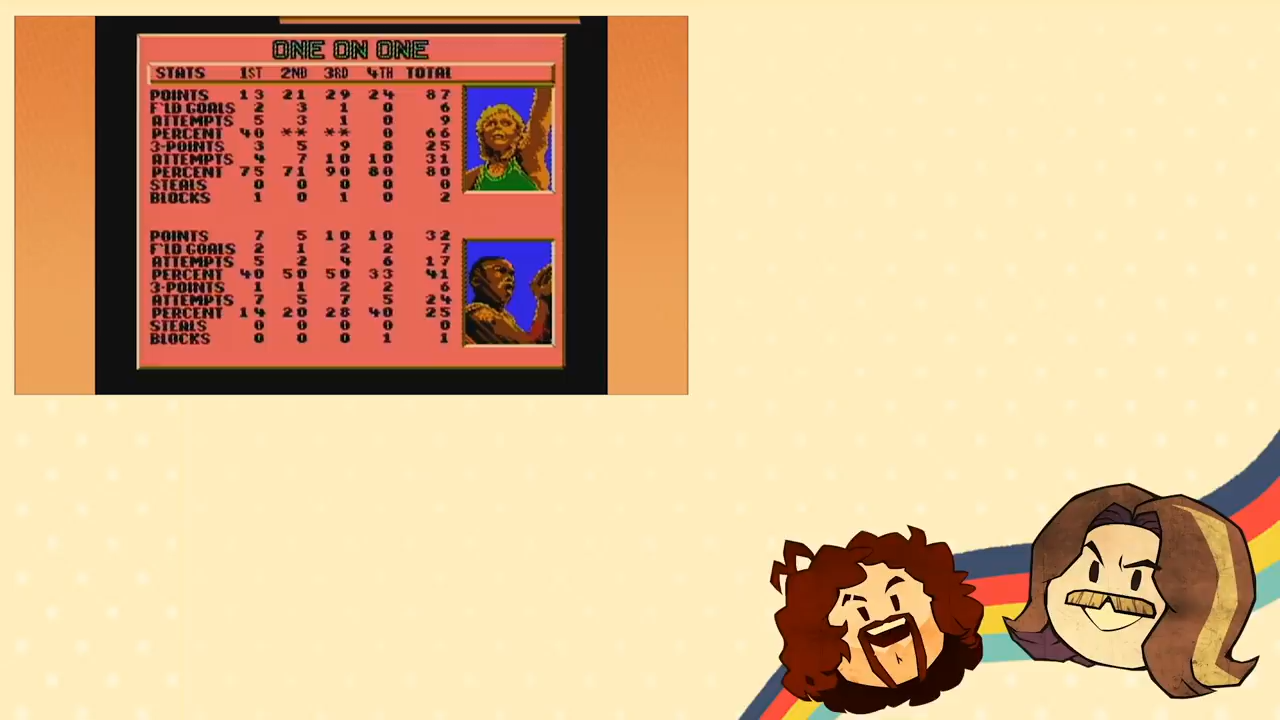 ONE ON ONE
STATS 1ST 2ND 3RD 4TH TOTAL
POINTS 13 21 29 24 87
F'LD GOALS 2 3 1 0 6
ATTEMPTS 5 3 1 0 9
PERCENT 40 ** ** 0 66
3-POINTS 3 5 9 8 25
ATTEMPTS 4 7 10 10 31
PERCENT 75 71 90 80 80
STEALS 0 0 0 0 0
BLOCKS 1 0 1 0 2
POINTS 7 5 10 10 32
F'LD GOALS 2 1 2 2 7
ATTEMPTS 5 2 4 6 17
PERCENT 40 50 50 33 41
3-POINTS 1 1 2 2 6
ATTEMPTS 7 5 7 5 24
PERCENT 14 20 28 40 25
STEALS 0 0 0 0 0
BLOCKS 0 0 0 1 1